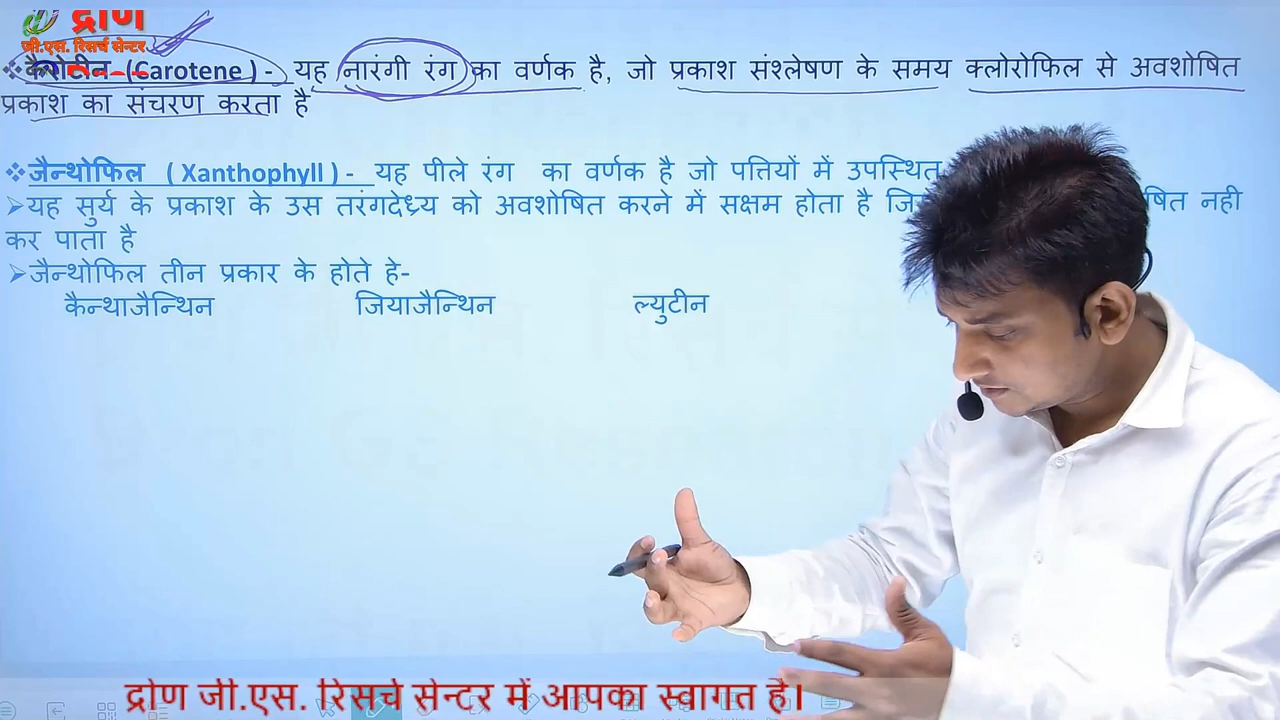 द्रोण
जी.एस. रिसर्च सेन्टर
कैरोटीन (Carotene ) - यह नारंगी रंग का वर्णक है, जो प्रकाश संश्लेषण के समय क्लोरोफिल से अवशोषित
प्रकाश का संचरण करता है
❖जैन्थोफिल ( Xanthophyll ) - यह पीले रंग का वर्णक है जो पत्तियों में उपस्थित
➢यह सुर्य के प्रकाश के उस तरंगदेध्र्य को अवशोषित करने में सक्षम होता है नही
कर पाता है
➢जैन्थोफिल तीन प्रकार के होते हे-
कैन्थाजैन्थिन जियाजैन्थिन ल्युटीन
द्रोण जी.एस. रिसर्च सेन्टर में आपका स्वागत है।